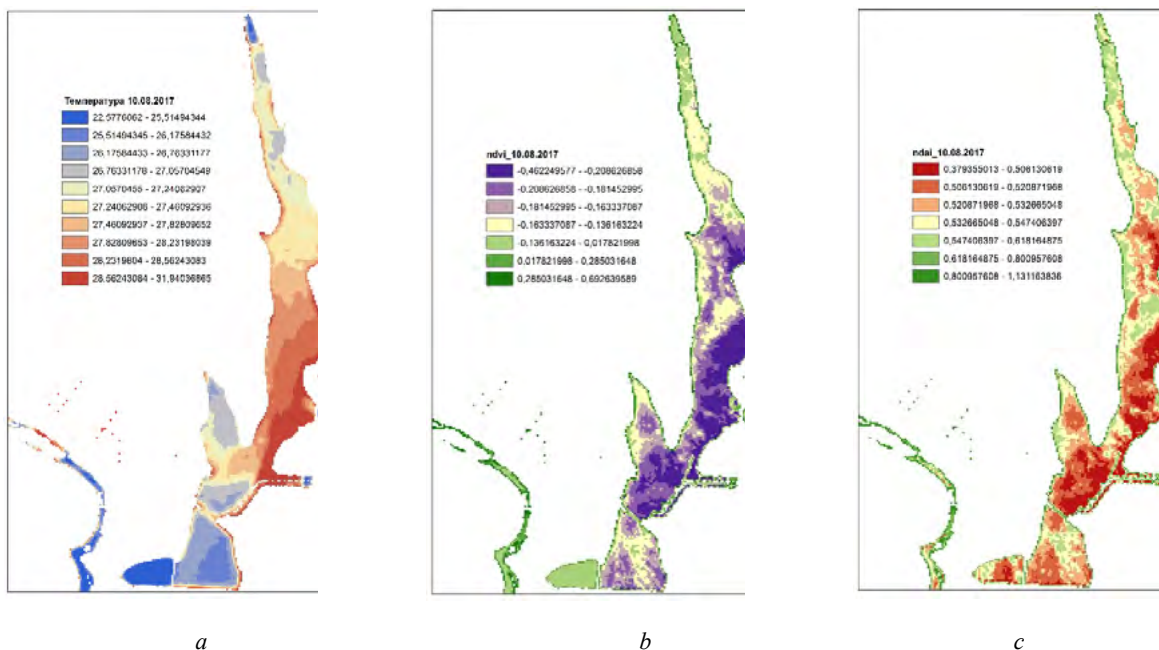 Температура 10.08.2017
22,5776062 - 25,51494344
25,51494345 - 26,17584432
26,17584433 - 26,76331177
26,76331178 - 27,05704549
27,0570455 - 27,24062907
27,24062908 - 27,46092936
27,46092937 - 27,82809652
27,82809653 - 28,23198039
28,2319804 - 28,56243083
28,56243084 - 31,94036865
ndvi_10.08.2017
-0,462249577 - -0,208626858
-0,208626858 - -0,181452995
-0,181452995 - -0,163337087
-0,163337087 - -0,136163224
-0,136163224 - 0,017821998
0,017821998 - 0,285031648
0,285031648 - 0,692639589
ndai_10.08.2017
0,379355013 - 0,506130619
0,506130619 - 0,520871968
0,520871968 - 0,532665048
0,532665048 - 0,547406397
0,547406397 - 0,618164875
0,618164875 - 0,800957608
0,800957608 - 1,131163836
a
b
c